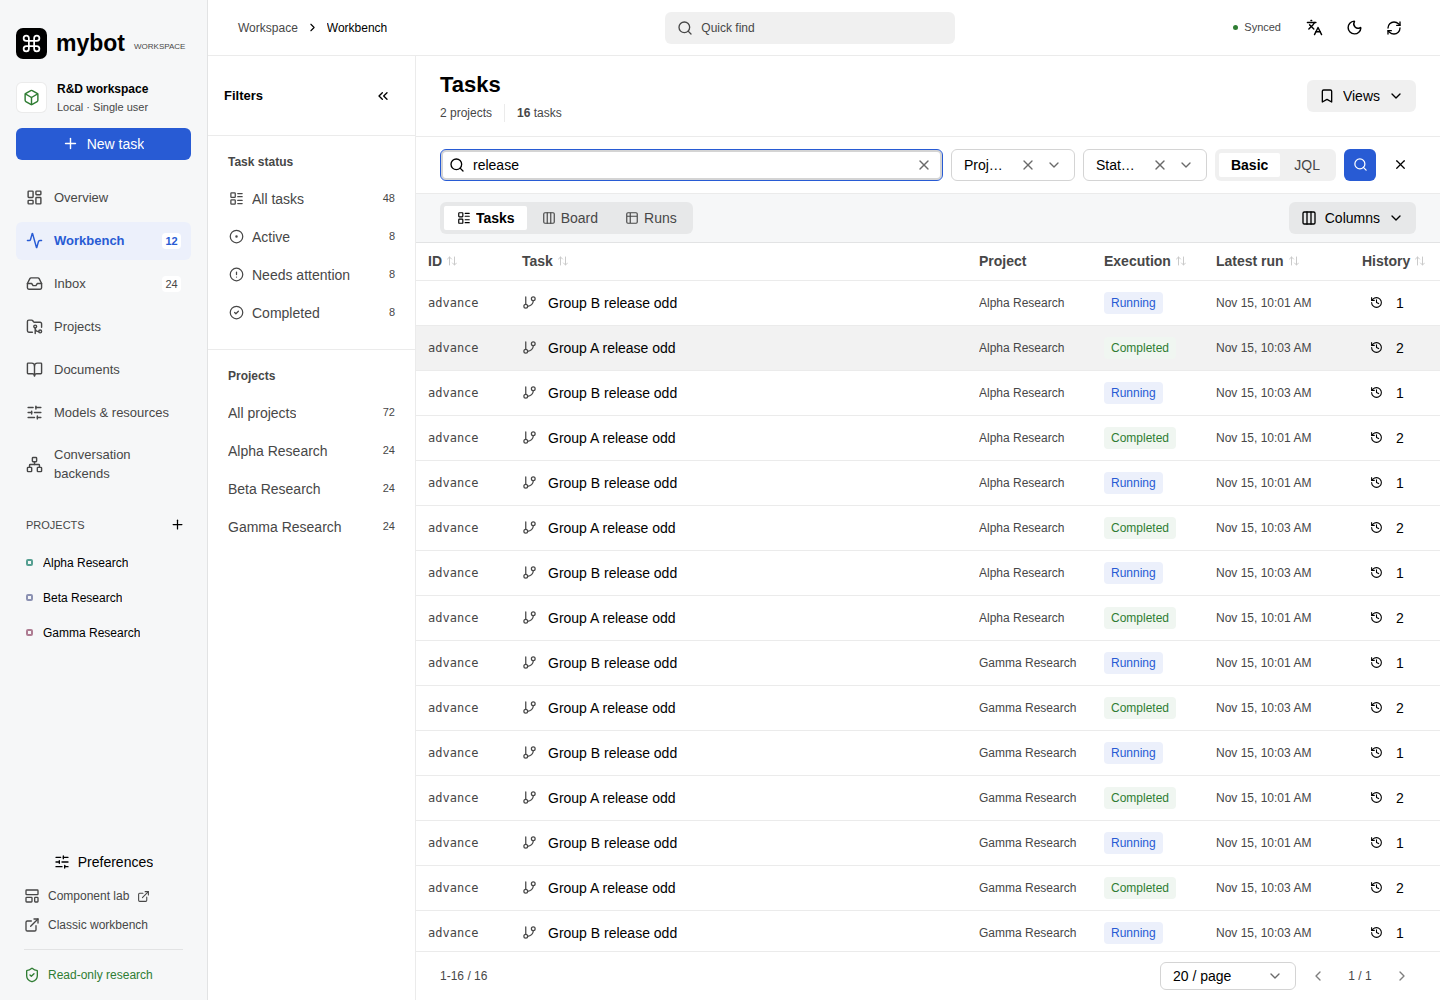 mybot WORKSPACE
R&D workspace
Local · Single user
New task
Overview
Workbench 12
Inbox 24
Projects
Documents
Models & resources
Conversation
backends
PROJECTS
Alpha Research
Beta Research
Gamma Research
Preferences
Component lab
Classic workbench
Read-only research
Workspace > Workbench
Quick find
Synced
Filters
Task status
All tasks 48
Active 8
Needs attention 8
Completed 8
Projects
All projects 72
Alpha Research 24
Beta Research 24
Gamma Research 24
Tasks
2 projects 16 tasks
Views
release Proj… Stat… Basic JQL
Tasks Board Runs Columns
ID Task Project Execution Latest run History
advance Group B release odd Alpha Research Running Nov 15, 10:01 AM 1
advance Group A release odd Alpha Research Completed Nov 15, 10:03 AM 2
advance Group B release odd Alpha Research Running Nov 15, 10:03 AM 1
advance Group A release odd Alpha Research Completed Nov 15, 10:01 AM 2
advance Group B release odd Alpha Research Running Nov 15, 10:01 AM 1
advance Group A release odd Alpha Research Completed Nov 15, 10:03 AM 2
advance Group B release odd Alpha Research Running Nov 15, 10:03 AM 1
advance Group A release odd Alpha Research Completed Nov 15, 10:01 AM 2
advance Group B release odd Gamma Research Running Nov 15, 10:01 AM 1
advance Group A release odd Gamma Research Completed Nov 15, 10:03 AM 2
advance Group B release odd Gamma Research Running Nov 15, 10:03 AM 1
advance Group A release odd Gamma Research Completed Nov 15, 10:01 AM 2
advance Group B release odd Gamma Research Running Nov 15, 10:01 AM 1
advance Group A release odd Gamma Research Completed Nov 15, 10:03 AM 2
advance Group B release odd Gamma Research Running Nov 15, 10:03 AM 1
1-16 / 16 20 / page 1 / 1